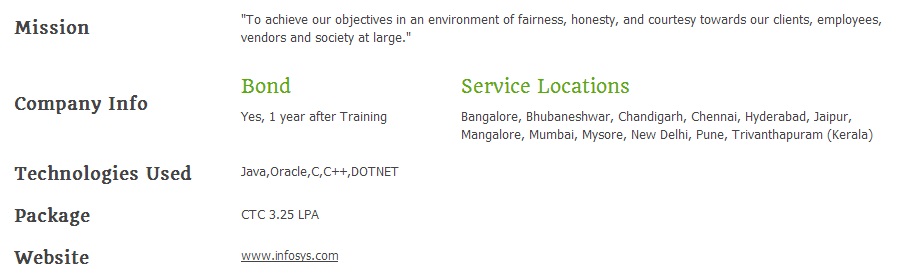 Mission
"To achieve our objectives in an environment of fairness, honesty, and courtesy towards our clients, employees,
vendors and society at large."
Company Info
Bond
Yes, 1 year after Training
Service Locations
Bangalore, Bhubaneshwar, Chandigarh, Chennai, Hyderabad, Jaipur,
Mangalore, Mumbai, Mysore, New Delhi, Pune, Trivanthapuram (Kerala)
Technologies Used
Java,Oracle,C,C++,DOTNET
Package
CTC 3.25 LPA
Website
www.infosys.com